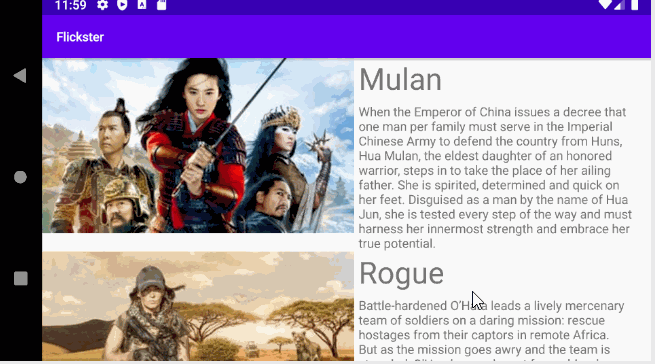 11:59
Flickster
Mulan
When the Emperor of China issues a decree that
one man per family must serve in the Imperial
Chinese Army to defend the country from Huns,
Hua Mulan, the eldest daughter of an honored
warrior, steps in to take the place of her ailing
father. She is spirited, determined and quick on
her feet. Disguised as a man by the name of Hua
Jun, she is tested every step of the way and must
harness her innermost strength and embrace her
true potential.
Rogue
Battle-hardened O'Hara leads a lively mercenary
team of soldiers on a daring mission: rescue
hostages from their captors in remote Africa.
But as the mission goes awry and the team is